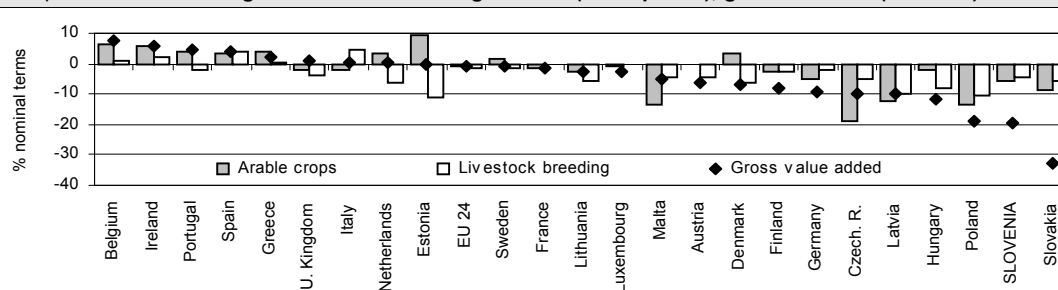 10
0
-10
-20
-30
-40
% nominal terms
Arable crops
Livestock breeding
Gross value added
Belgium
Ireland
Portugal
Spain
Greece
U. Kingdom
Italy
Netherlands
Estonia
EU 24
Sweden
France
Lithuania
Luxembourg
Malta
Austria
Denmark
Finland
Germany
Czech. R.
Latvia
Hungary
Poland
SLOVENIA
Slovakia